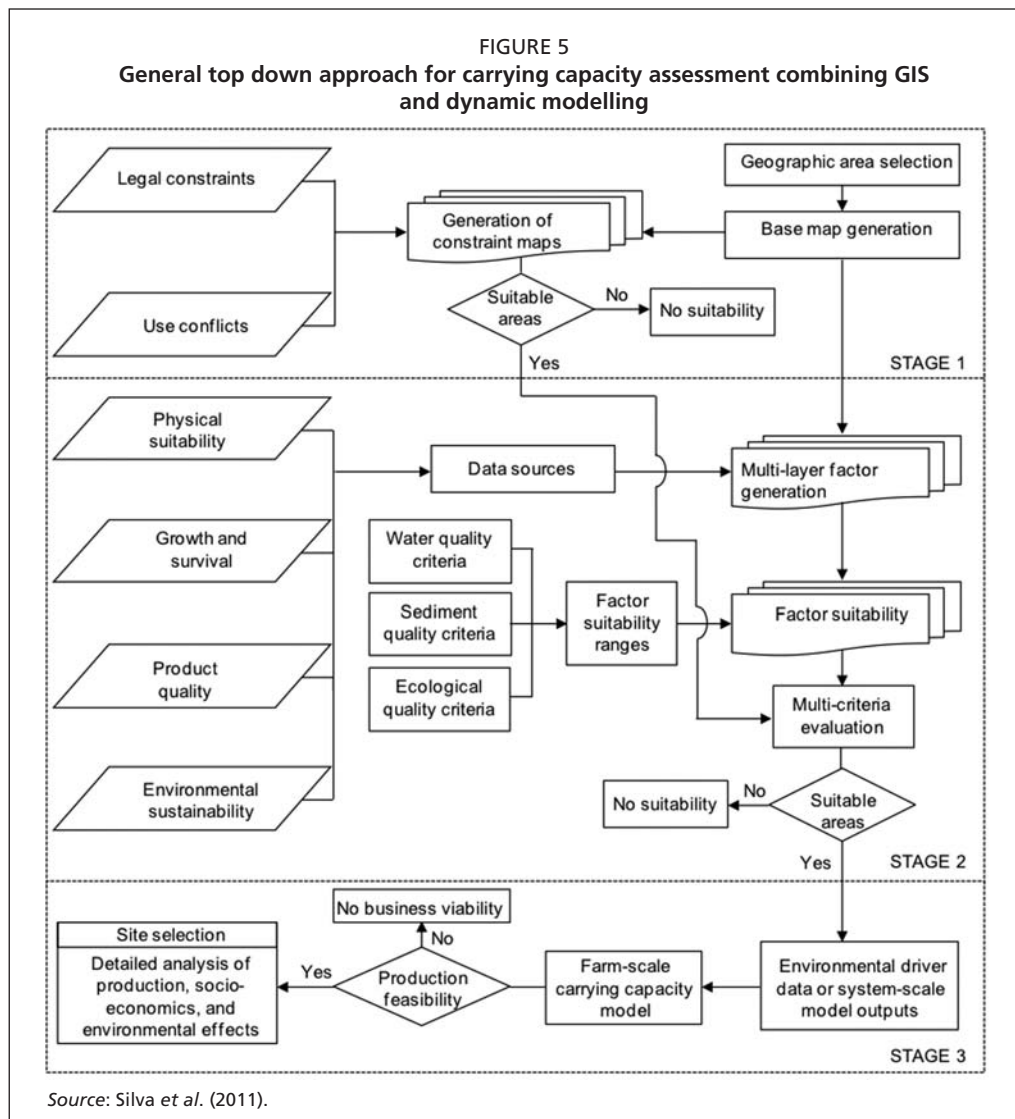 FIGURE 5
General top down approach for carrying capacity assessment combining GIS
and dynamic modelling
Legal constraints
Use conflicts
Generation of
constraint maps
Geographic area selection
Base map generation
Suitable
areas
No
No suitability
Yes
STAGE 1
Physical
suitability
Growth and
survival
Product
quality
Environmental
sustainability
Data sources
Multi-layer factor
generation
Water quality
criteria
Sediment
quality criteria
Ecological
quality criteria
Factor
suitability
ranges
Factor suitability
Multi-criteria
evaluation
Suitable
areas
No
No suitability
Yes
STAGE 2
Environmental driver
data or system-scale
model outputs
Farm-scale
carrying capacity
model
Production
feasibility
No
No business viability
Yes
Site selection
Detailed analysis of
production, socio-
economics, and
environmental effects
STAGE 3
Source: Silva et al. (2011).